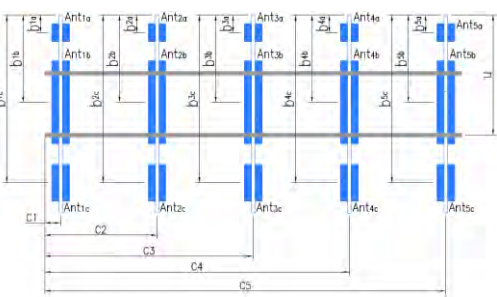 Ant1a Ant2a Ant3a Ant4a Ant5a
b1a b2a b3a b4a b5a
Ant1b Ant2b Ant3b Ant4b Ant5b
b1b b2b b3b b4b b5b
b2c b3c b4c b5c
Ant1c Ant2c Ant3c Ant4c Ant5c
C1
C2
C3
C4
C5